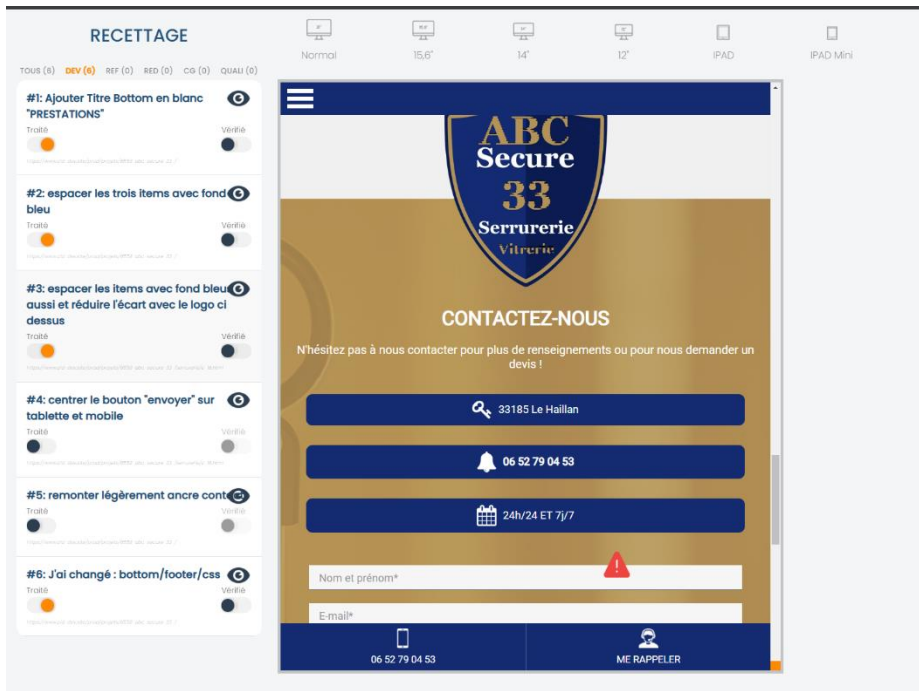 RECETTAGE
TOUS (6) DEV (6) REF (0) RED (0) CG (0) QUALI (0)
Normal 15,6" 14" 12" IPAD IPAD Mini
#1: Ajouter Titre Bottom en blanc
"PRESTATIONS"
Traité Vérifié
#2: espacer les trois items avec fond
bleu
Traité Vérifié
#3: espacer les items avec fond bleu
aussi et réduire l'écart avec le logo ci
dessus
Traité Vérifié
#4: centrer le bouton "envoyer" sur
tablette et mobile
Traité Vérifié
#5: remonter légèrement ancre
Traité Vérifié
#6: J'ai changé : bottom/footer/css
Traité Vérifié
ABC
Secure
33
Serrurerie
Vitrerie
CONTACTEZ-NOUS
N'hésitez pas à nous contacter pour plus de renseignements ou pour nous demander un
devis !
33185 Le Haillan
06 52 79 04 53
24h/24 ET 7j/7
Nom et prénom*
E-mail*
06 52 79 04 53
ME RAPPELER